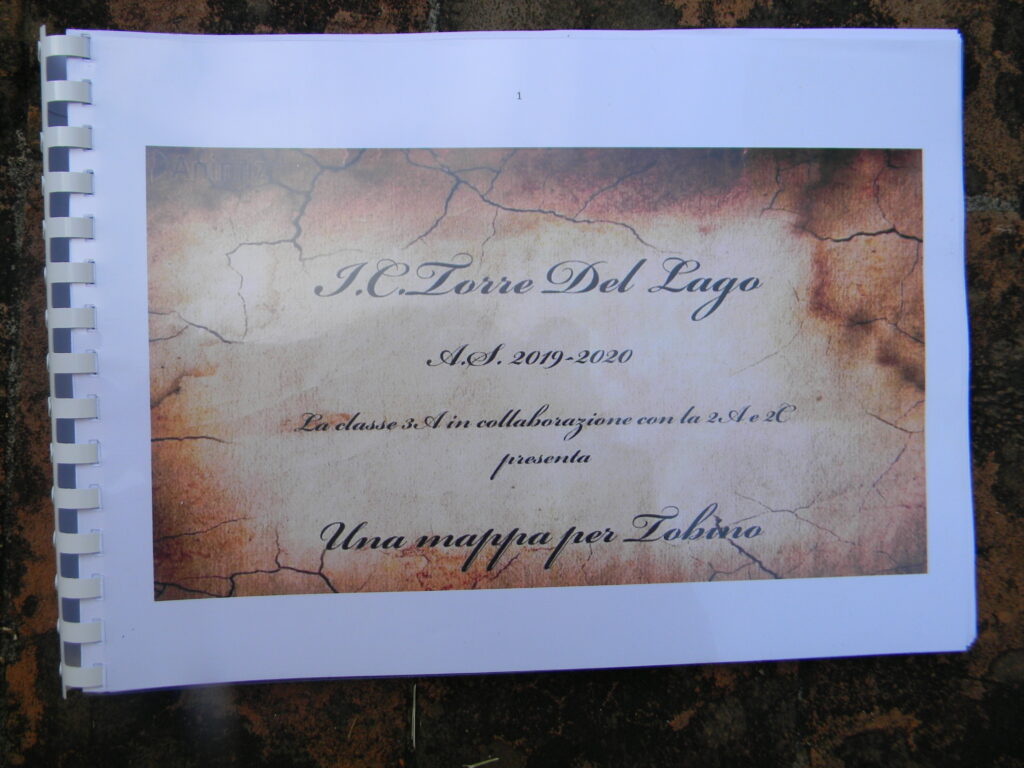 1
I.C.Torre Del Lago
A.S. 2019-2020
La classe 3A in collaborazione con la 2A e 2C
presenta
Una mappa per Tobino